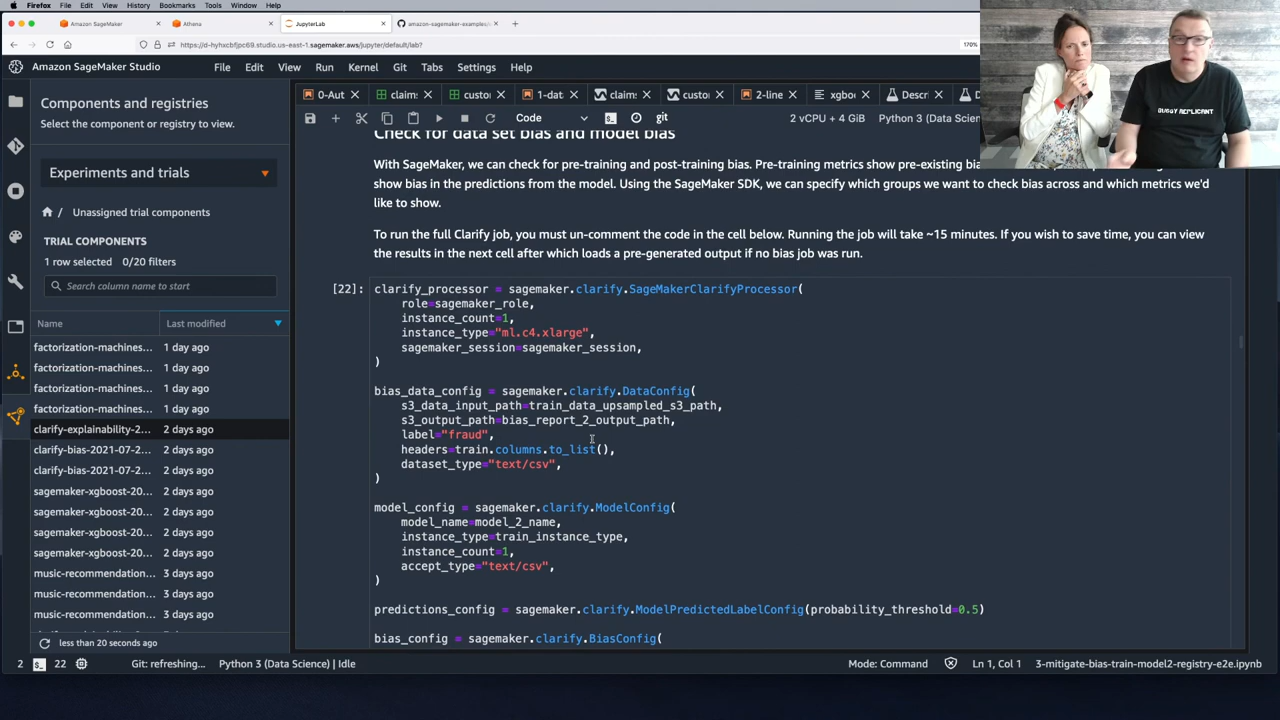 Firefox File Edit View History Bookmarks Tools Window Help
Amazon SageMaker
Athena
JupyterLab
amazon-sagemaker-examples/
https://d-hyhxcbfjpc69.studio.us-east-1.sagemaker.aws/jupyter/default/lab?
170%
Amazon SageMaker Studio File Edit View Run Kernel Git Tabs Settings Help
Components and registries
Select the component or registry to view.
Experiments and trials
/ Unassigned trial components
TRIAL COMPONENTS
1 row selected 0/20 filters
Search column name to start
Name Last modified
factorization-machines... 1 day ago
factorization-machines... 1 day ago
factorization-machines... 1 day ago
factorization-machines... 1 day ago
clarify-explainability-2... 2 days ago
clarify-bias-2021-07-2... 2 days ago
clarify-bias-2021-07-2... 2 days ago
sagemaker-xgboost-20... 2 days ago
sagemaker-xgboost-20... 2 days ago
sagemaker-xgboost-20... 2 days ago
sagemaker-xgboost-20... 2 days ago
music-recommendation... 3 days ago
music-recommendation... 3 days ago
music-recommendation... 3 days ago
less than 20 seconds ago
0-Aut claim custo 1-dat claims custo 2-line xgbo Descr D
Code git 2 vCPU + 4 GiB Python 3 (Data Scien
Check for data set bias and model bias
With SageMaker, we can check for pre-training and post-training bias. Pre-training metrics show pre-existing bia
show bias in the predictions from the model. Using the SageMaker SDK, we can specify which groups we want to check bias across and which metrics we'd
like to show.
To run the full Clarify job, you must un-comment the code in the cell below. Running the job will take ~15 minutes. If you wish to save time, you can view
the results in the next cell after which loads a pre-generated output if no bias job was run.
[22]: clarify_processor = sagemaker.clarify.SageMakerClarifyProcessor(
role=sagemaker_role,
instance_count=1,
instance_type="ml.c4.xlarge",
sagemaker_session=sagemaker_session,
)
bias_data_config = sagemaker.clarify.DataConfig(
s3_data_input_path=train_data_upsampled_s3_path,
s3_output_path=bias_report_2_output_path,
label="fraud",
headers=train.columns.to_list(),
dataset_type="text/csv",
)
model_config = sagemaker.clarify.ModelConfig(
model_name=model_2_name,
instance_type=train_instance_type,
instance_count=1,
accept_type="text/csv",
)
predictions_config = sagemaker.clarify.ModelPredictedLabelConfig(probability_threshold=0.5)
bias_config = sagemaker.clarify.BiasConfig(
2 22 Git: refreshing... Python 3 (Data Science) | Idle Mode: Command Ln 1, Col 1 3-mitigate-bias-train-model2-registry-e2e.ipynb
BUGGY REPLICANT